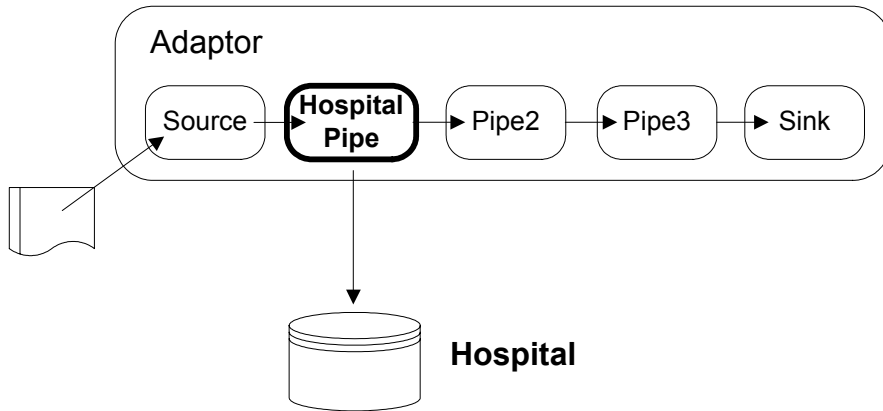 Adaptor
Source
Hospital
Pipe
Pipe2
Pipe3
Sink
Hospital